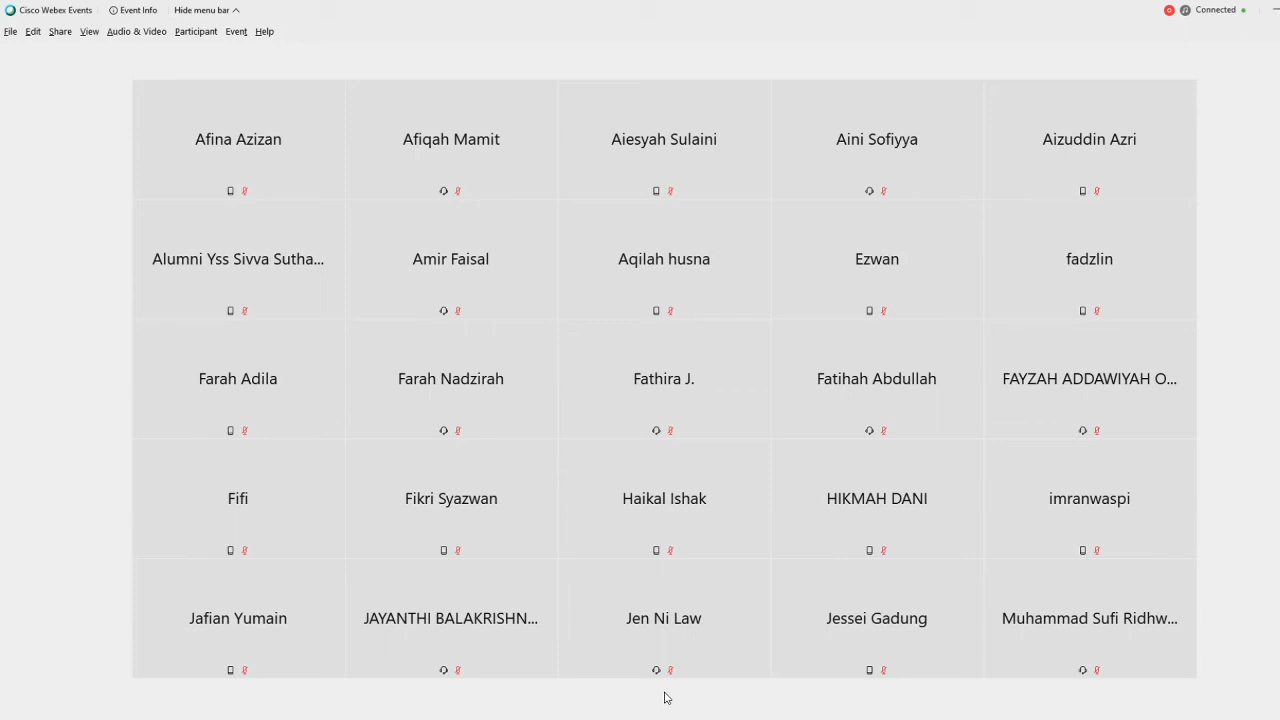 Cisco Webex Events Event Info Hide menu bar Connected
File Edit Share View Audio & Video Participant Event Help
Afina Azizan Afiqah Mamit Aiesyah Sulaini Aini Sofiyya Aizuddin Azri
Alumni Yss Sivva Sutha... Amir Faisal Aqilah husna Ezwan fadzlin
Farah Adila Farah Nadzirah Fathira J. Fatihah Abdullah FAYZAH ADDAWIYAH O...
Fifi Fikri Syazwan Haikal Ishak HIKMAH DANI imranwaspi
Jafian Yumain JAYANTHI BALAKRISHN... Jen Ni Law Jessei Gadung Muhammad Sufi Ridhw...